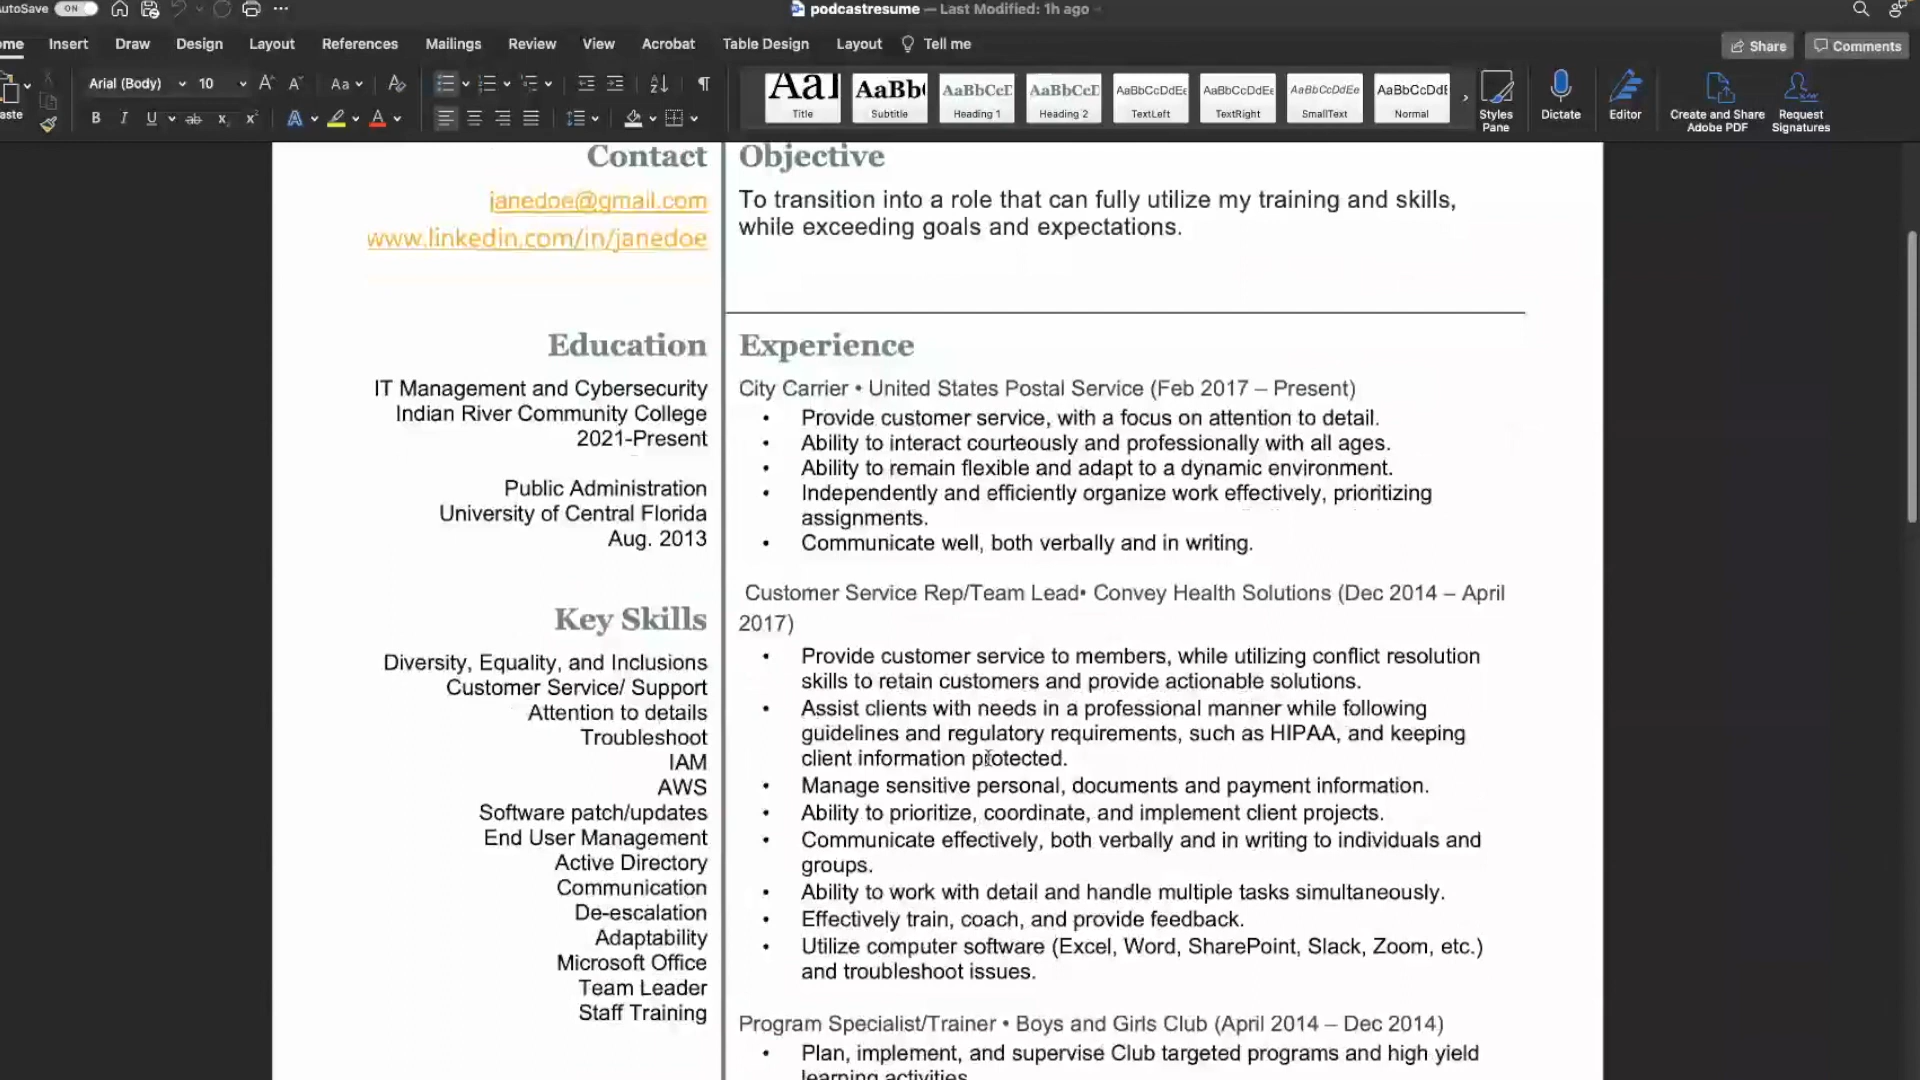 AutoSave ON
podcastresume — Last Modified: 1h ago
Insert Draw Design Layout References Mailings Review View Acrobat Table Design Layout Tell me
Share Comments
Arial (Body) 10 Aa
B I U ab x x A A
AaBbCcDdEe AaBbCcDdEe AaBbCcDdEe
Title Subtitle Heading 1 Heading 2 TextLeft TextRight SmallText Normal
Styles Pane
Dictate
Editor
Create and Share Adobe PDF
Request Signatures
Contact
janedoe@gmail.com
www.linkedin.com/in/janedoe
Education
IT Management and Cybersecurity
Indian River Community College
2021-Present
Public Administration
University of Central Florida
Aug. 2013
Key Skills
Diversity, Equality, and Inclusions
Customer Service/ Support
Attention to details
Troubleshoot
IAM
AWS
Software patch/updates
End User Management
Active Directory
Communication
De-escalation
Adaptability
Microsoft Office
Team Leader
Staff Training
Objective
To transition into a role that can fully utilize my training and skills,
while exceeding goals and expectations.
Experience
City Carrier • United States Postal Service (Feb 2017 – Present)
• Provide customer service, with a focus on attention to detail.
• Ability to interact courteously and professionally with all ages.
• Ability to remain flexible and adapt to a dynamic environment.
• Independently and efficiently organize work effectively, prioritizing
assignments.
• Communicate well, both verbally and in writing.
Customer Service Rep/Team Lead• Convey Health Solutions (Dec 2014 – April
2017)
• Provide customer service to members, while utilizing conflict resolution
skills to retain customers and provide actionable solutions.
• Assist clients with needs in a professional manner while following
guidelines and regulatory requirements, such as HIPAA, and keeping
client information protected.
• Manage sensitive personal, documents and payment information.
• Ability to prioritize, coordinate, and implement client projects.
• Communicate effectively, both verbally and in writing to individuals and
groups.
• Ability to work with detail and handle multiple tasks simultaneously.
• Effectively train, coach, and provide feedback.
• Utilize computer software (Excel, Word, SharePoint, Slack, Zoom, etc.)
and troubleshoot issues.
Program Specialist/Trainer • Boys and Girls Club (April 2014 – Dec 2014)
• Plan, implement, and supervise Club targeted programs and high yield
learning activities